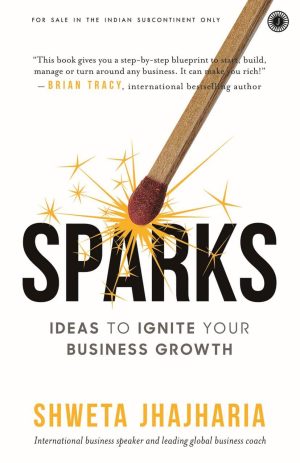 FOR SALE IN THE INDIAN SUBCONTINENT ONLY
"This book gives you a step-by-step blueprint to start, build,
manage or turn around any business. It can make you rich!"
— BRIAN TRACY, international bestselling author
SPARKS
IDEAS TO IGNITE YOUR
BUSINESS GROWTH
SHWETA JHAJHARIA
International business speaker and leading global business coach